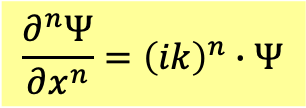 ∂ⁿΨ/∂xⁿ = (ik)ⁿ · Ψ